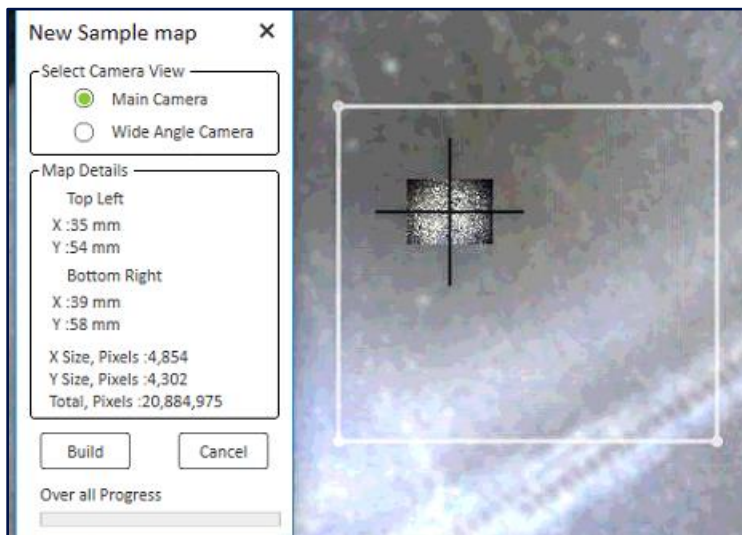 New Sample map
Select Camera View
Main Camera
Wide Angle Camera
Map Details
Top Left
X :35 mm
Y :54 mm
Bottom Right
X :39 mm
Y :58 mm
X Size, Pixels :4,854
Y Size, Pixels :4,302
Total, Pixels :20,884,975
Build
Cancel
Over all Progress